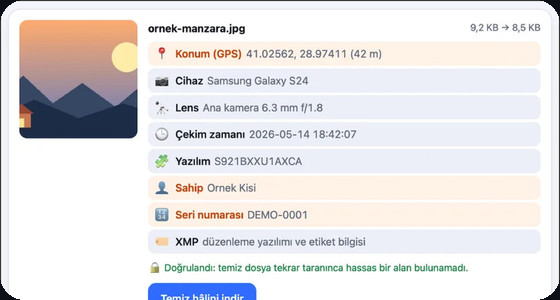 ornek-manzara.jpg 9,2 KB → 8,5 KB
Konum (GPS) 41.02562, 28.97411 (42 m)
Cihaz Samsung Galaxy S24
Lens Ana kamera 6.3 mm f/1.8
Çekim zamanı 2026-05-14 18:42:07
Yazılım S921BXXU1AXCA
Sahip Ornek Kisi
Seri numarası DEMO-0001
XMP düzenleme yazılımı ve etiket bilgisi
Doğrulandı: temiz dosya tekrar taranınca hassas bir alan bulunamadı.
Temiz hâlini indir